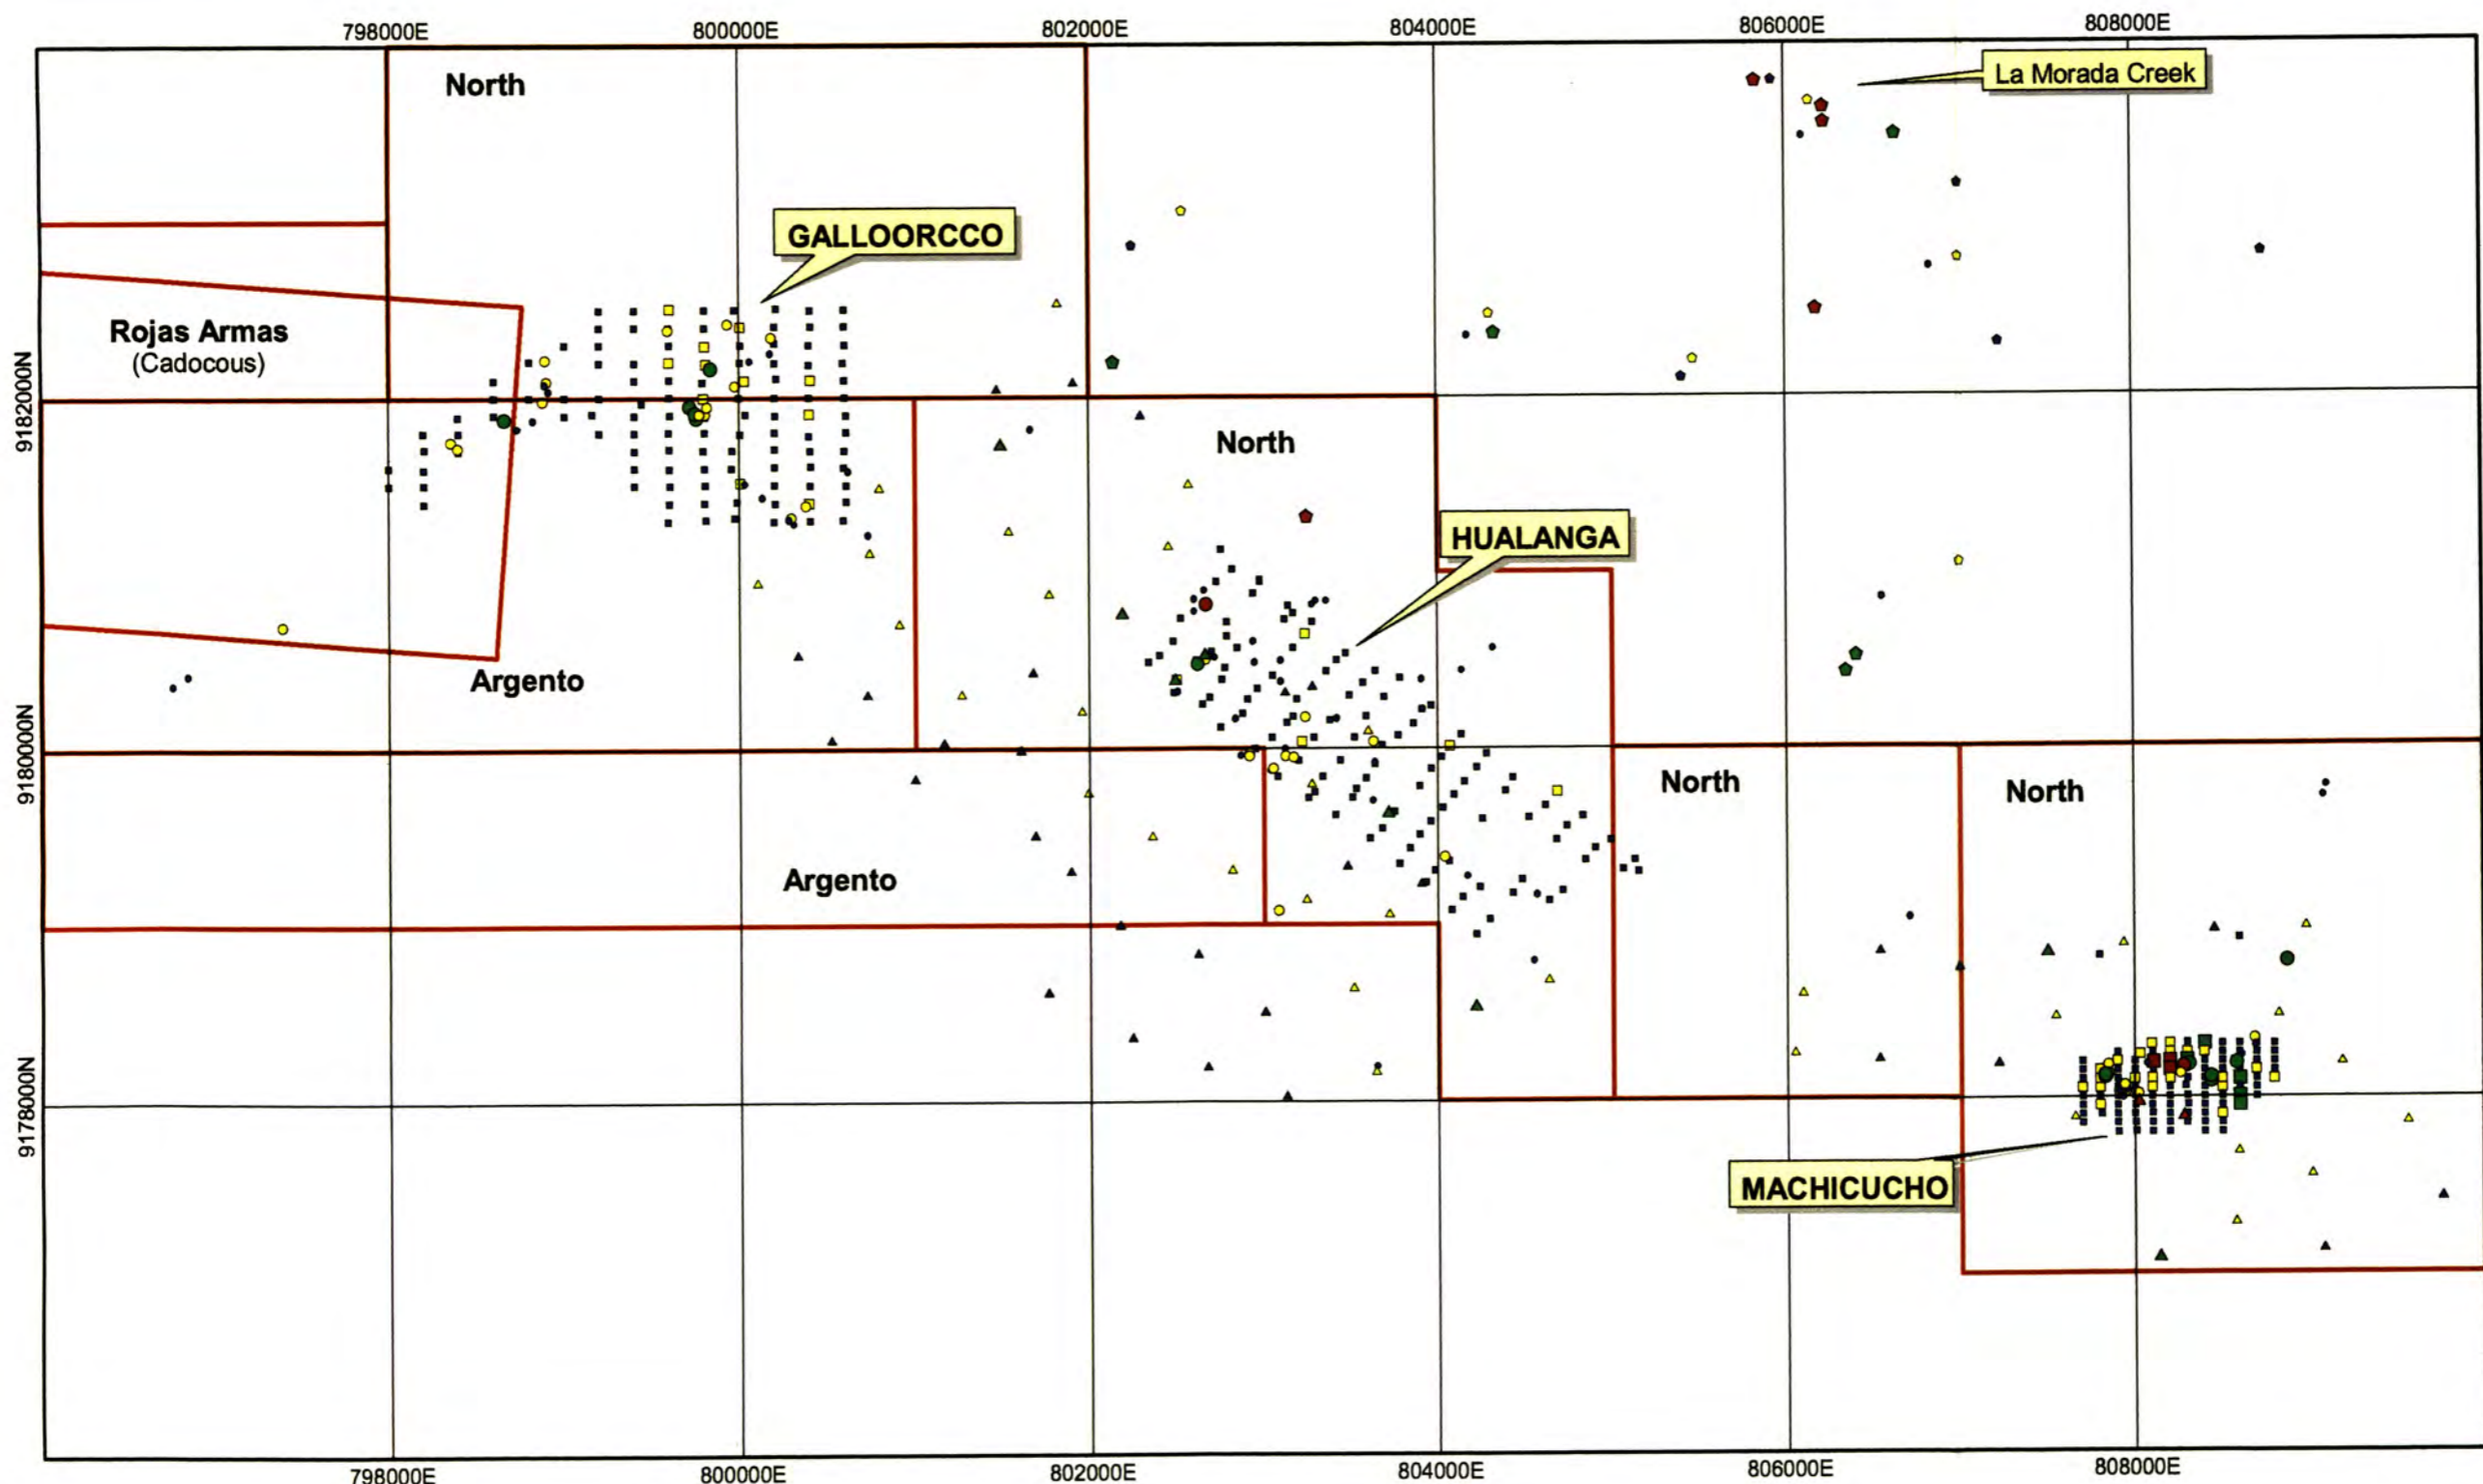 798000E 800000E 802000E 804000E 806000E 808000E
North
La Morada Creek
GALLOORCCO
Rojas Armas
(Cadocous)
9182000N
North
HUALANGA
Argento
9180000N
North
North
Argento
9178000N
MACHICUCHO
798000E 800000E 802000E 804000E 806000E 808000E